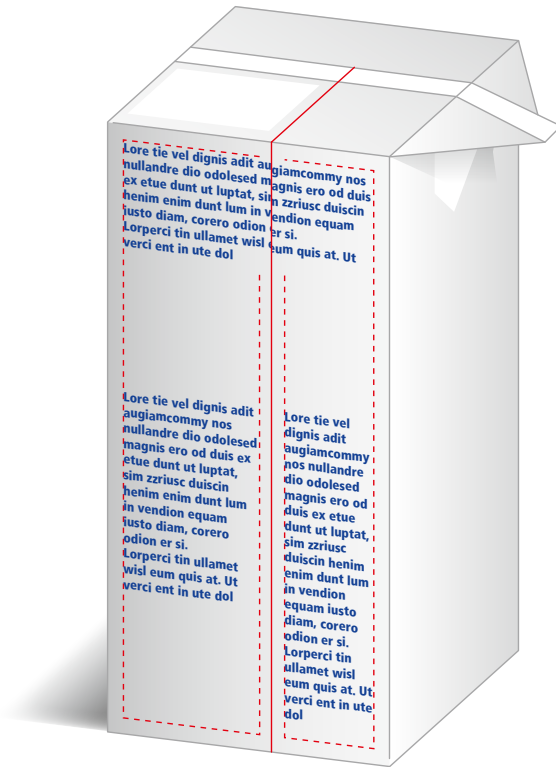 Lore tie vel dignis adit augiamcommy nos
nullandre dio odolesed magnis ero od duis
ex etue dunt ut luptat, sim zzriusc duiscin
henim enim dunt lum in vendion equam
iusto diam, corero odion er si.
Lorperci tin ullamet wisl eum quis at. Ut
verci ent in ute dol
Lore tie vel dignis adit
augiamcommy nos
nullandre dio odolesed
magnis ero od duis ex
etue dunt ut luptat,
sim zzriusc duiscin
henim enim dunt lum
in vendion equam
iusto diam, corero
odion er si.
Lorperci tin ullamet
wisl eum quis at. Ut
verci ent in ute dol
Lore tie vel
dignis adit
augiamcommy
nos nullandre
dio odolesed
magnis ero od
duis ex etue
dunt ut luptat,
sim zzriusc
duiscin henim
enim dunt lum
in vendion
equam iusto
diam, corero
odion er si.
Lorperci tin
ullamet wisl
eum quis at. Ut
verci ent in ute
dol